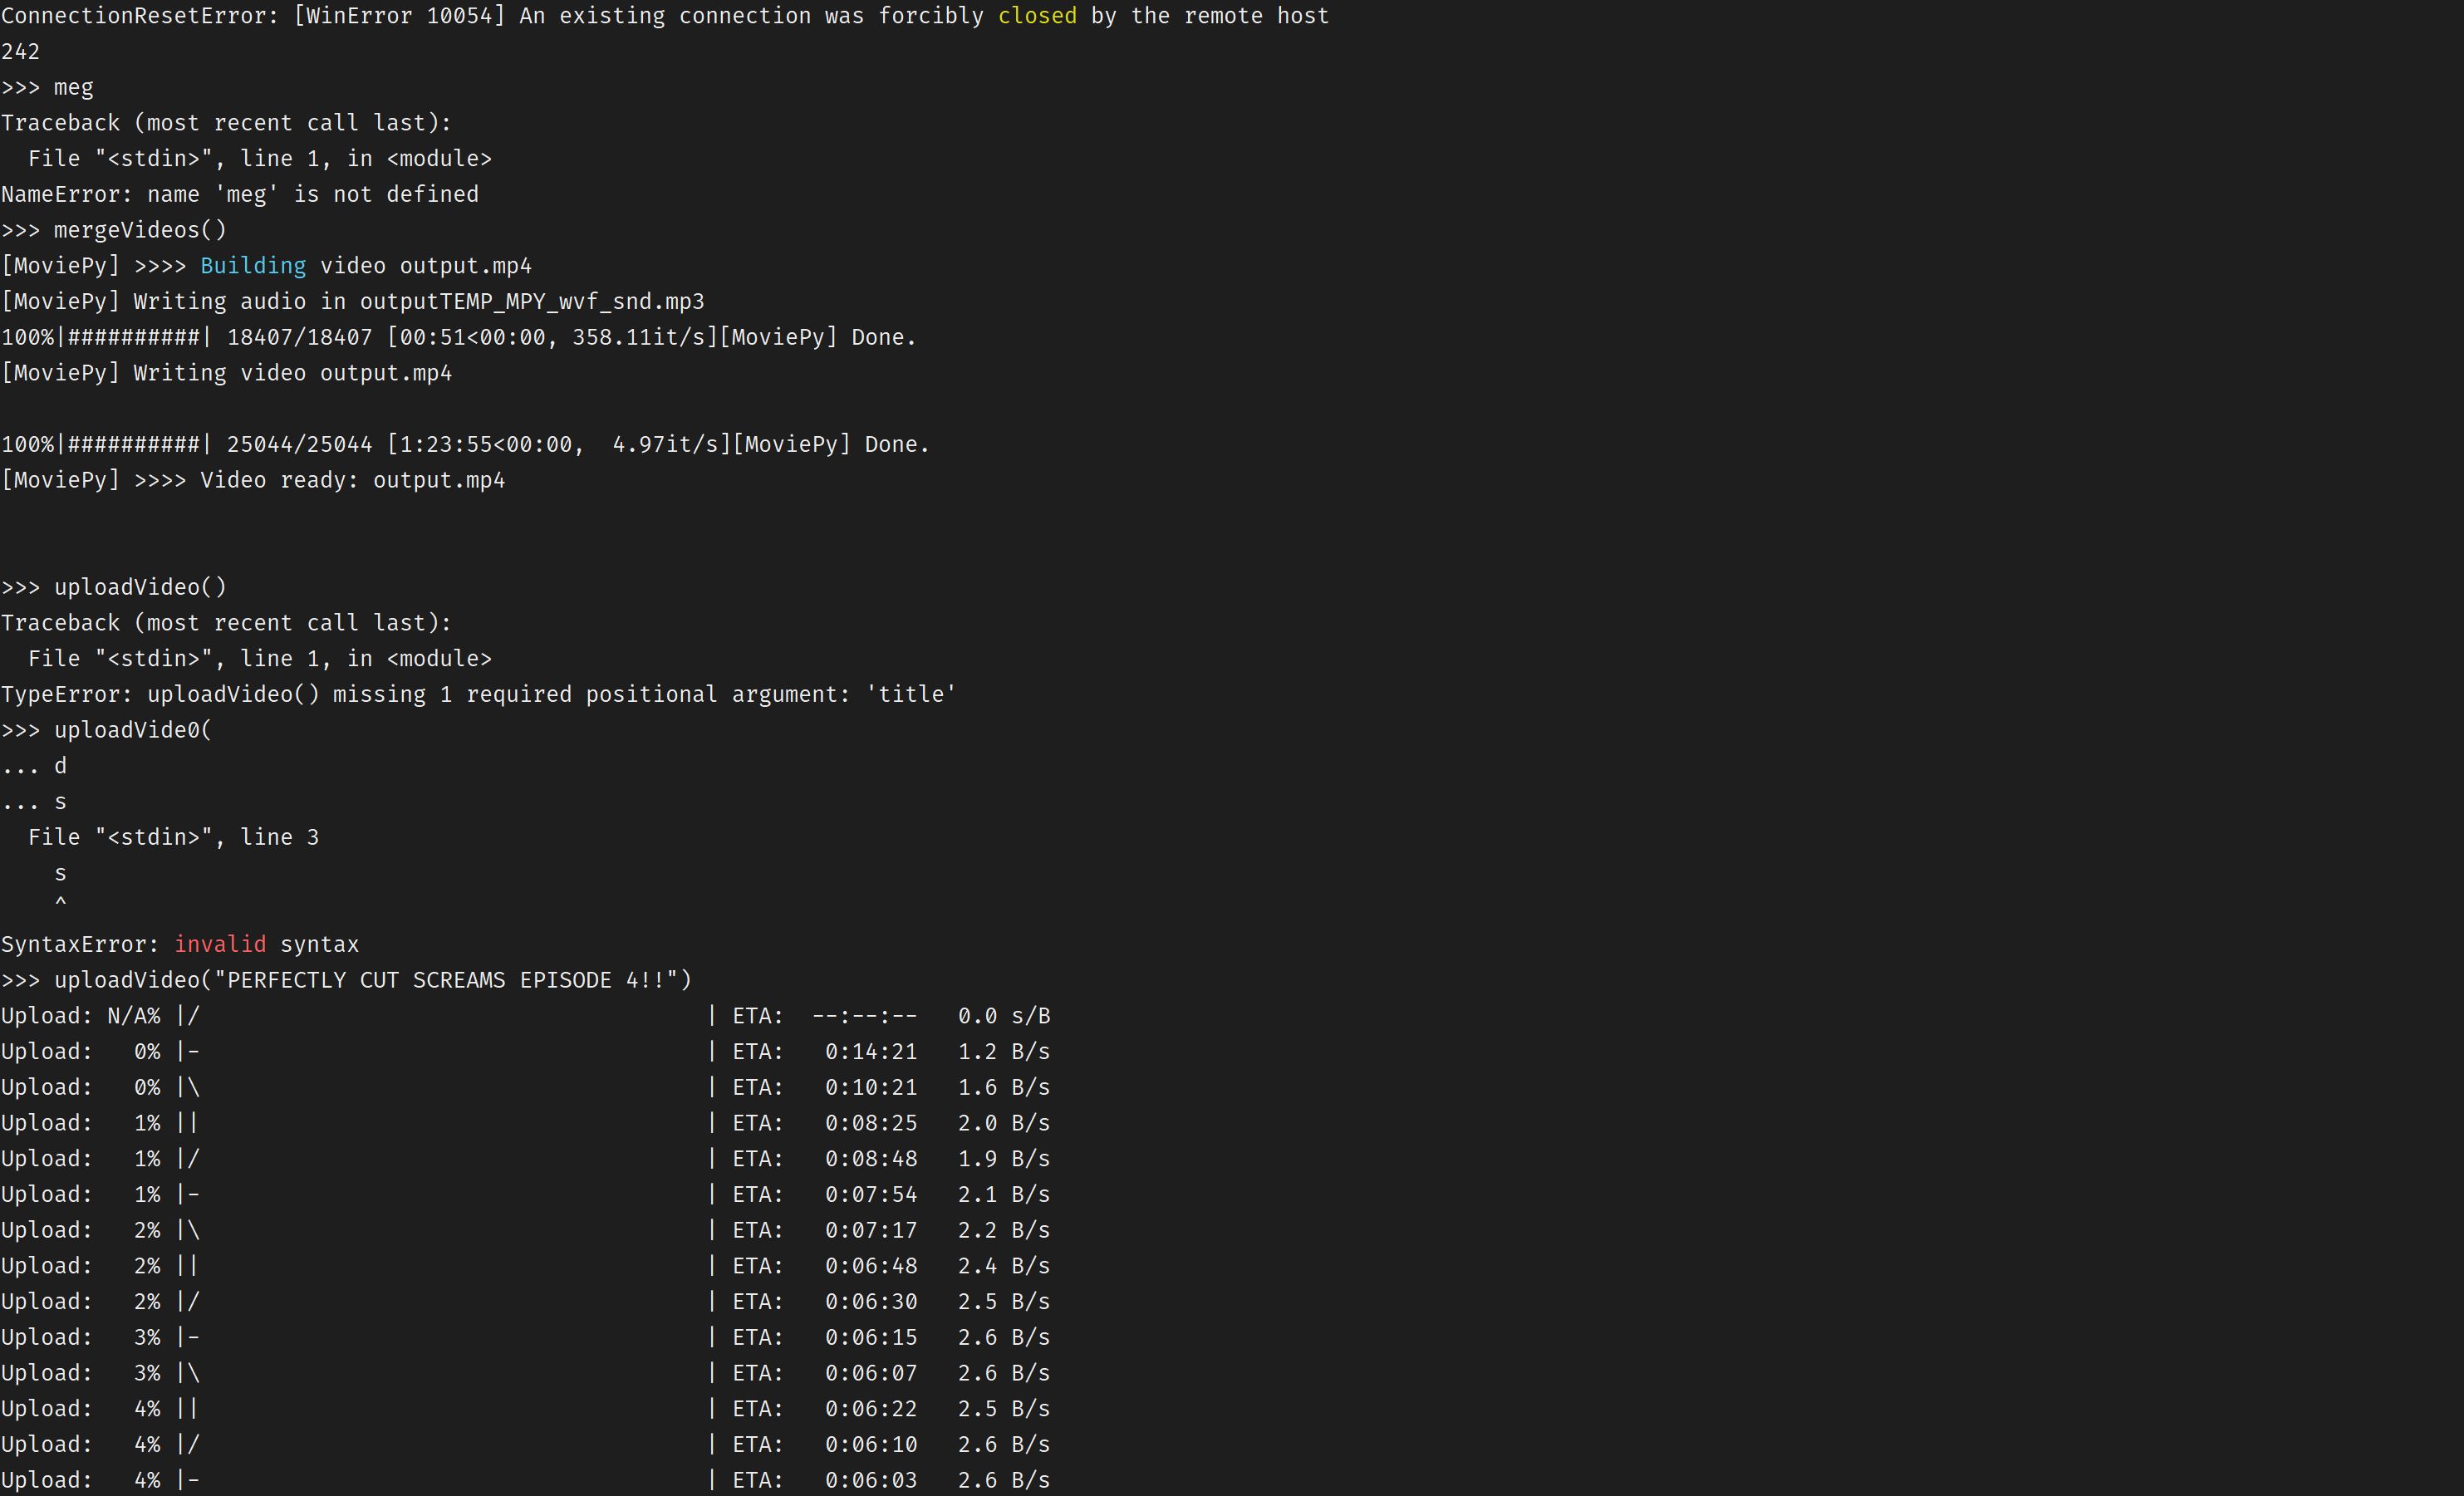 ConnectionResetError: [WinError 10054] An existing connection was forcibly closed by the remote host
242
>>> meg
Traceback (most recent call last):
  File "<stdin>", line 1, in <module>
NameError: name 'meg' is not defined
>>> mergeVideos()
[MoviePy] >>>> Building video output.mp4
[MoviePy] Writing audio in outputTEMP_MPY_wvf_snd.mp3
100%|##########| 18407/18407 [00:51<00:00, 358.11it/s][MoviePy] Done.
[MoviePy] Writing video output.mp4

100%|##########| 25044/25044 [1:23:55<00:00,  4.97it/s][MoviePy] Done.
[MoviePy] >>>> Video ready: output.mp4

>>> uploadVideo()
Traceback (most recent call last):
  File "<stdin>", line 1, in <module>
TypeError: uploadVideo() missing 1 required positional argument: 'title'
>>> uploadVide0(
... d
... s
  File "<stdin>", line 3
    s
    ^
SyntaxError: invalid syntax
>>> uploadVideo("PERFECTLY CUT SCREAMS EPISODE 4!!")
Upload: N/A% |/                                      | ETA:  --:--:--   0.0 s/B
Upload:   0% |-                                      | ETA:   0:14:21   1.2 B/s
Upload:   0% |\                                      | ETA:   0:10:21   1.6 B/s
Upload:   1% ||                                      | ETA:   0:08:25   2.0 B/s
Upload:   1% |/                                      | ETA:   0:08:48   1.9 B/s
Upload:   1% |-                                      | ETA:   0:07:54   2.1 B/s
Upload:   2% |\                                      | ETA:   0:07:17   2.2 B/s
Upload:   2% ||                                      | ETA:   0:06:48   2.4 B/s
Upload:   2% |/                                      | ETA:   0:06:30   2.5 B/s
Upload:   3% |-                                      | ETA:   0:06:15   2.6 B/s
Upload:   3% |\                                      | ETA:   0:06:07   2.6 B/s
Upload:   4% ||                                      | ETA:   0:06:22   2.5 B/s
Upload:   4% |/                                      | ETA:   0:06:10   2.6 B/s
Upload:   4% |-                                      | ETA:   0:06:03   2.6 B/s